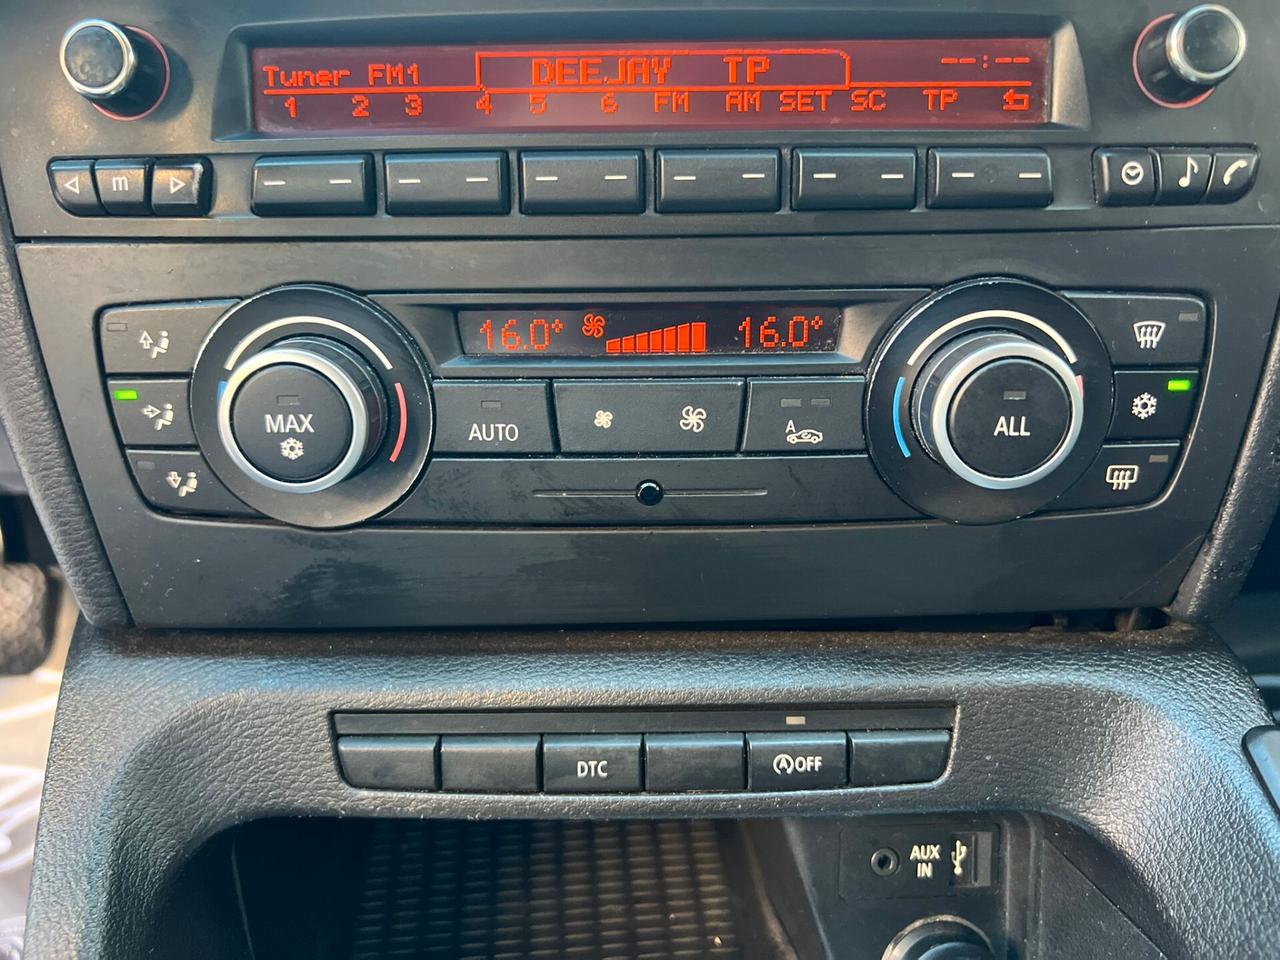 Tuner FM1 DEEJAY TP --:--
1 2 3 4 5 6 FM AM SET SC TP
m
16.0° 16.0°
MAX AUTO A ALL
DTC A OFF
AUX
IN